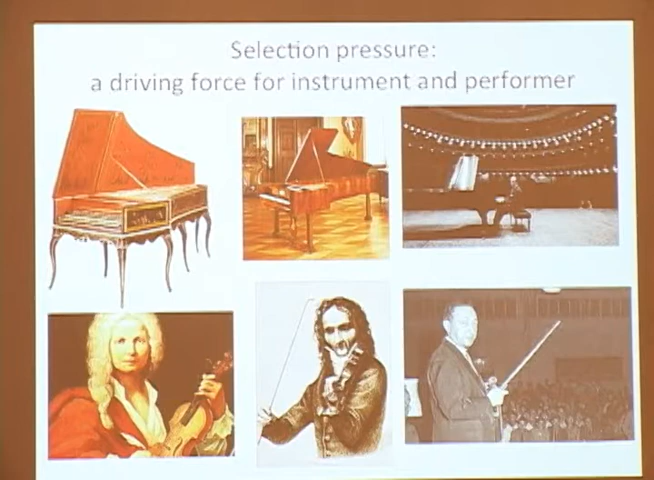 Selection pressure:
a driving force for instrument and performer